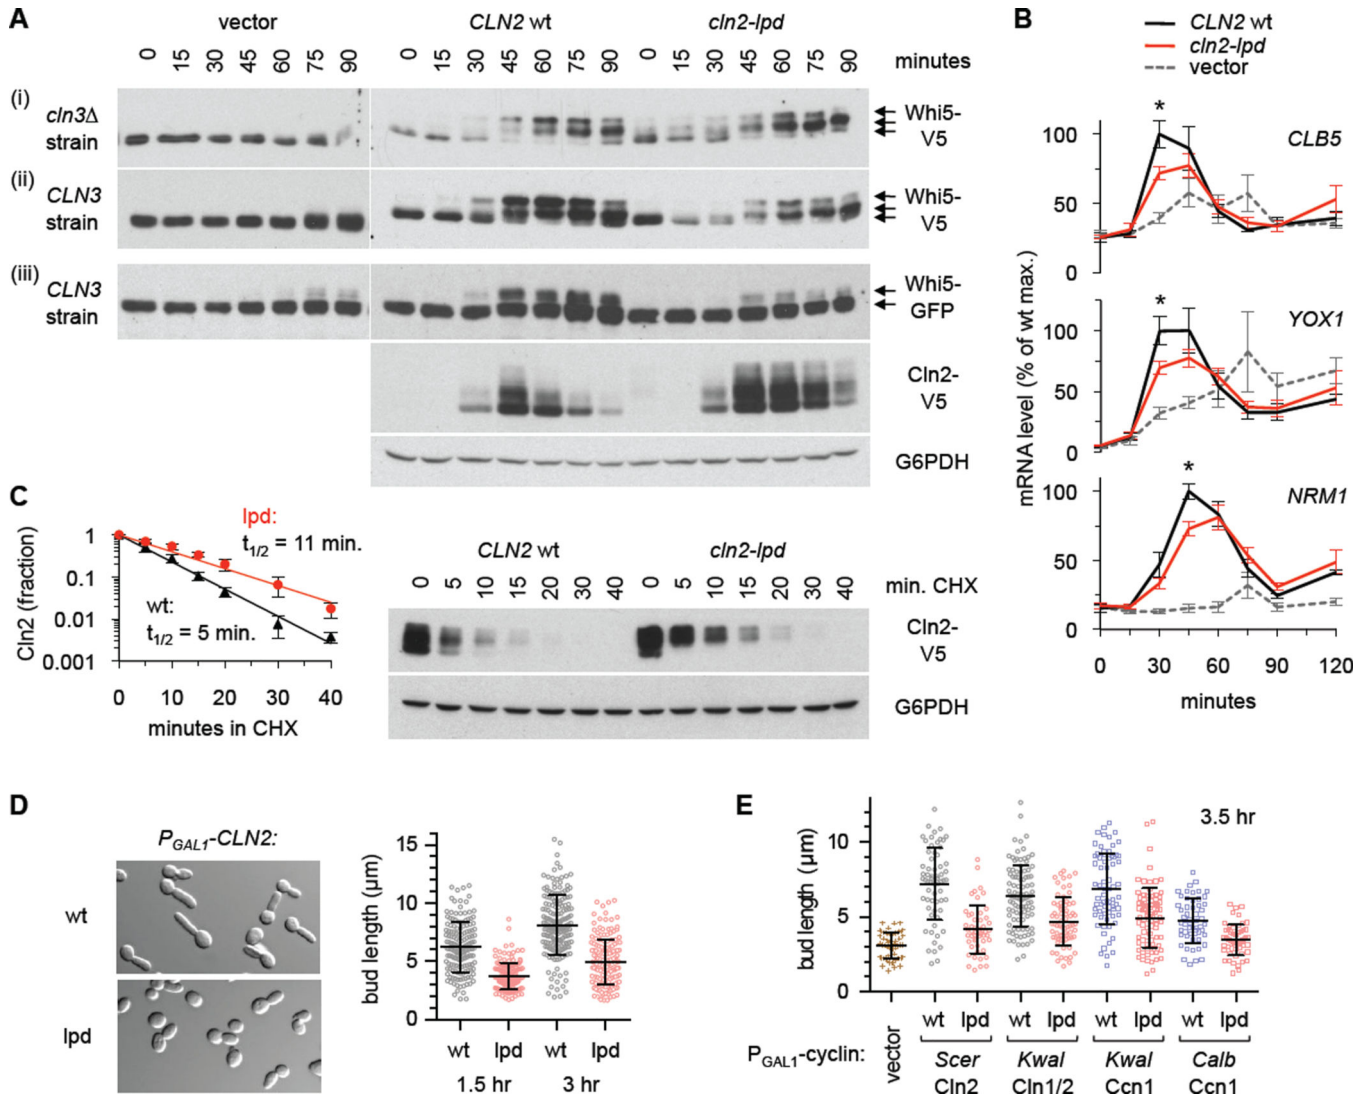 A
vector
CLN2 wt
cln2-lpd
0 15 30 45 60 75 90
0 15 30 45 60 75 90
0 15 30 45 60 75 90
minutes
(i)
cln3Δ
strain
Whi5-
V5
(ii)
CLN3
strain
Whi5-
V5
(iii)
CLN3
strain
Whi5-
GFP
Cln2-
V5
G6PDH
B
CLN2 wt
cln2-lpd
vector
mRNA level (% of wt max.)
*
CLB5
100
50
0
*
YOX1
100
50
0
*
NRM1
100
50
0
0 30 60 90 120
minutes
C
Cln2 (fraction)
1
0.1
0.01
0.001
lpd:
t1/2 = 11 min.
wt:
t1/2 = 5 min.
0 10 20 30 40
minutes in CHX
CLN2 wt
cln2-lpd
0 5 10 15 20 30 40
0 5 10 15 20 30 40
min. CHX
Cln2-
V5
G6PDH
D
PGAL1-CLN2:
wt
lpd
bud length (µm)
15
10
5
0
wt lpd wt lpd
1.5 hr 3 hr
E
3.5 hr
bud length (µm)
10
5
0
PGAL1-cyclin:
vector
wt lpd wt lpd wt lpd wt lpd
Scer Kwal Kwal Calb
Cln2 Cln1/2 Ccn1 Ccn1